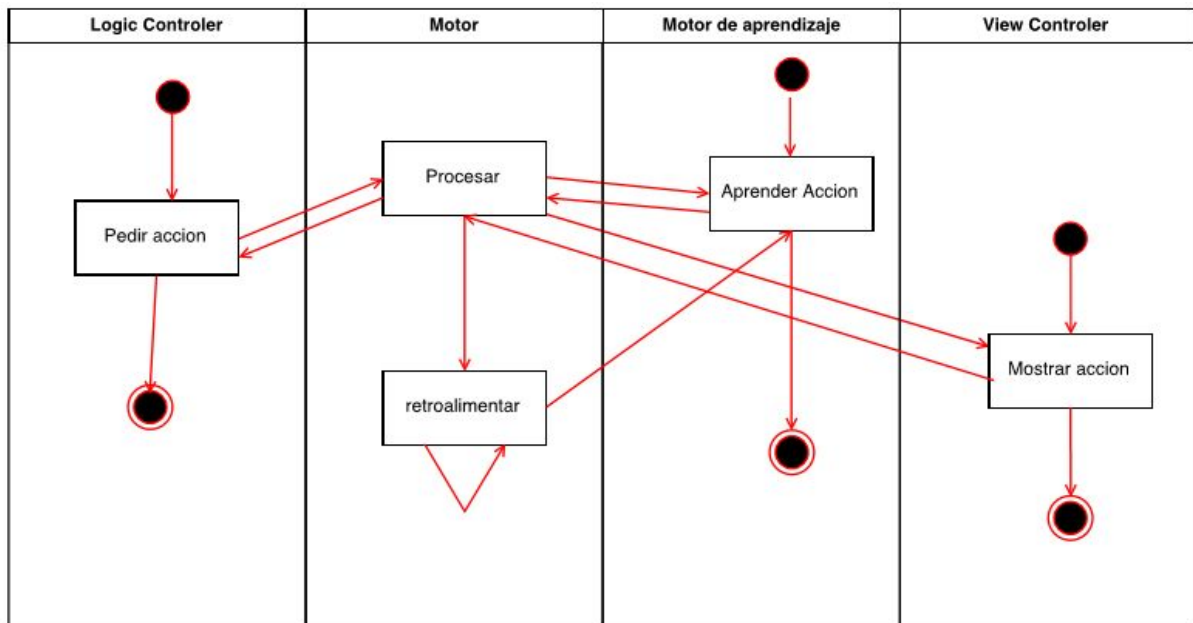 Logic Controler
Motor
Motor de aprendizaje
View Controler
Procesar
Aprender Accion
Pedir accion
Mostrar accion
retroalimentar